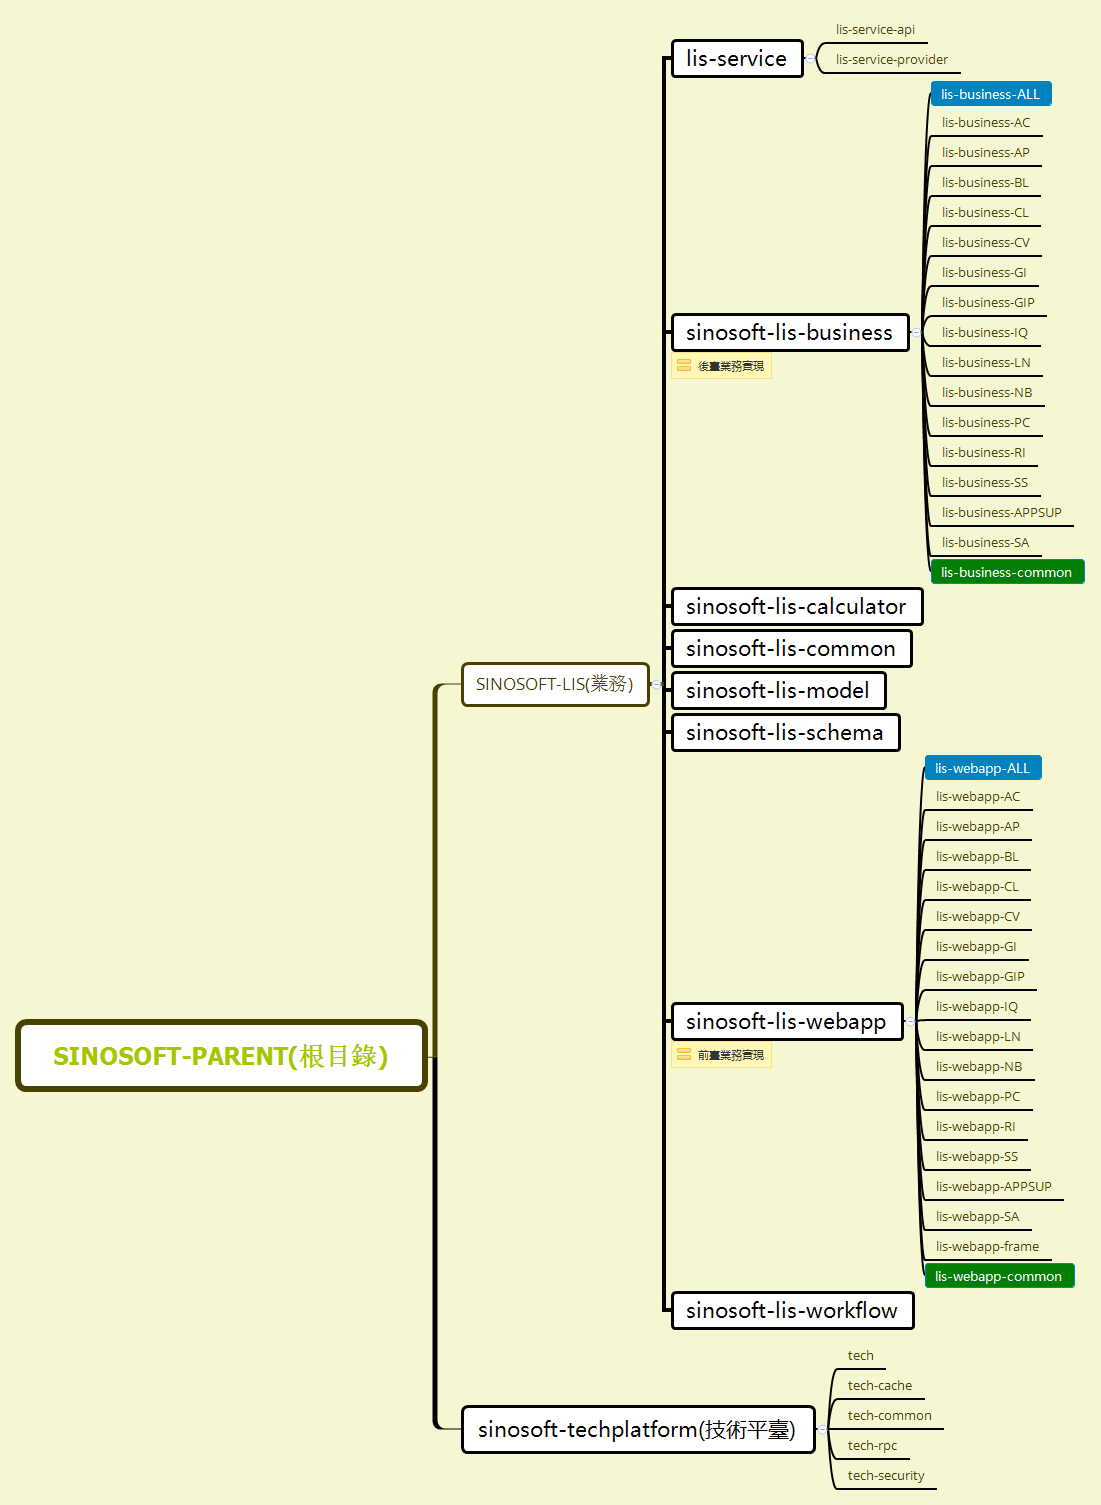 SINOSOFT-PARENT(根目錄)
SINOSOFT-LIS(業務)
lis-service
lis-service-api
lis-service-provider
sinosoft-lis-business
後臺業務實現
lis-business-ALL
lis-business-AC
lis-business-AP
lis-business-BL
lis-business-CL
lis-business-CV
lis-business-GI
lis-business-GIP
lis-business-IQ
lis-business-LN
lis-business-NB
lis-business-PC
lis-business-RI
lis-business-SS
lis-business-APPSUP
lis-business-SA
lis-business-common
sinosoft-lis-calculator
sinosoft-lis-common
sinosoft-lis-model
sinosoft-lis-schema
sinosoft-lis-webapp
前臺業務實現
lis-webapp-ALL
lis-webapp-AC
lis-webapp-AP
lis-webapp-BL
lis-webapp-CL
lis-webapp-CV
lis-webapp-GI
lis-webapp-GIP
lis-webapp-IQ
lis-webapp-LN
lis-webapp-NB
lis-webapp-PC
lis-webapp-RI
lis-webapp-SS
lis-webapp-APPSUP
lis-webapp-SA
lis-webapp-frame
lis-webapp-common
sinosoft-lis-workflow
sinosoft-techplatform(技術平臺)
tech
tech-cache
tech-common
tech-rpc
tech-security